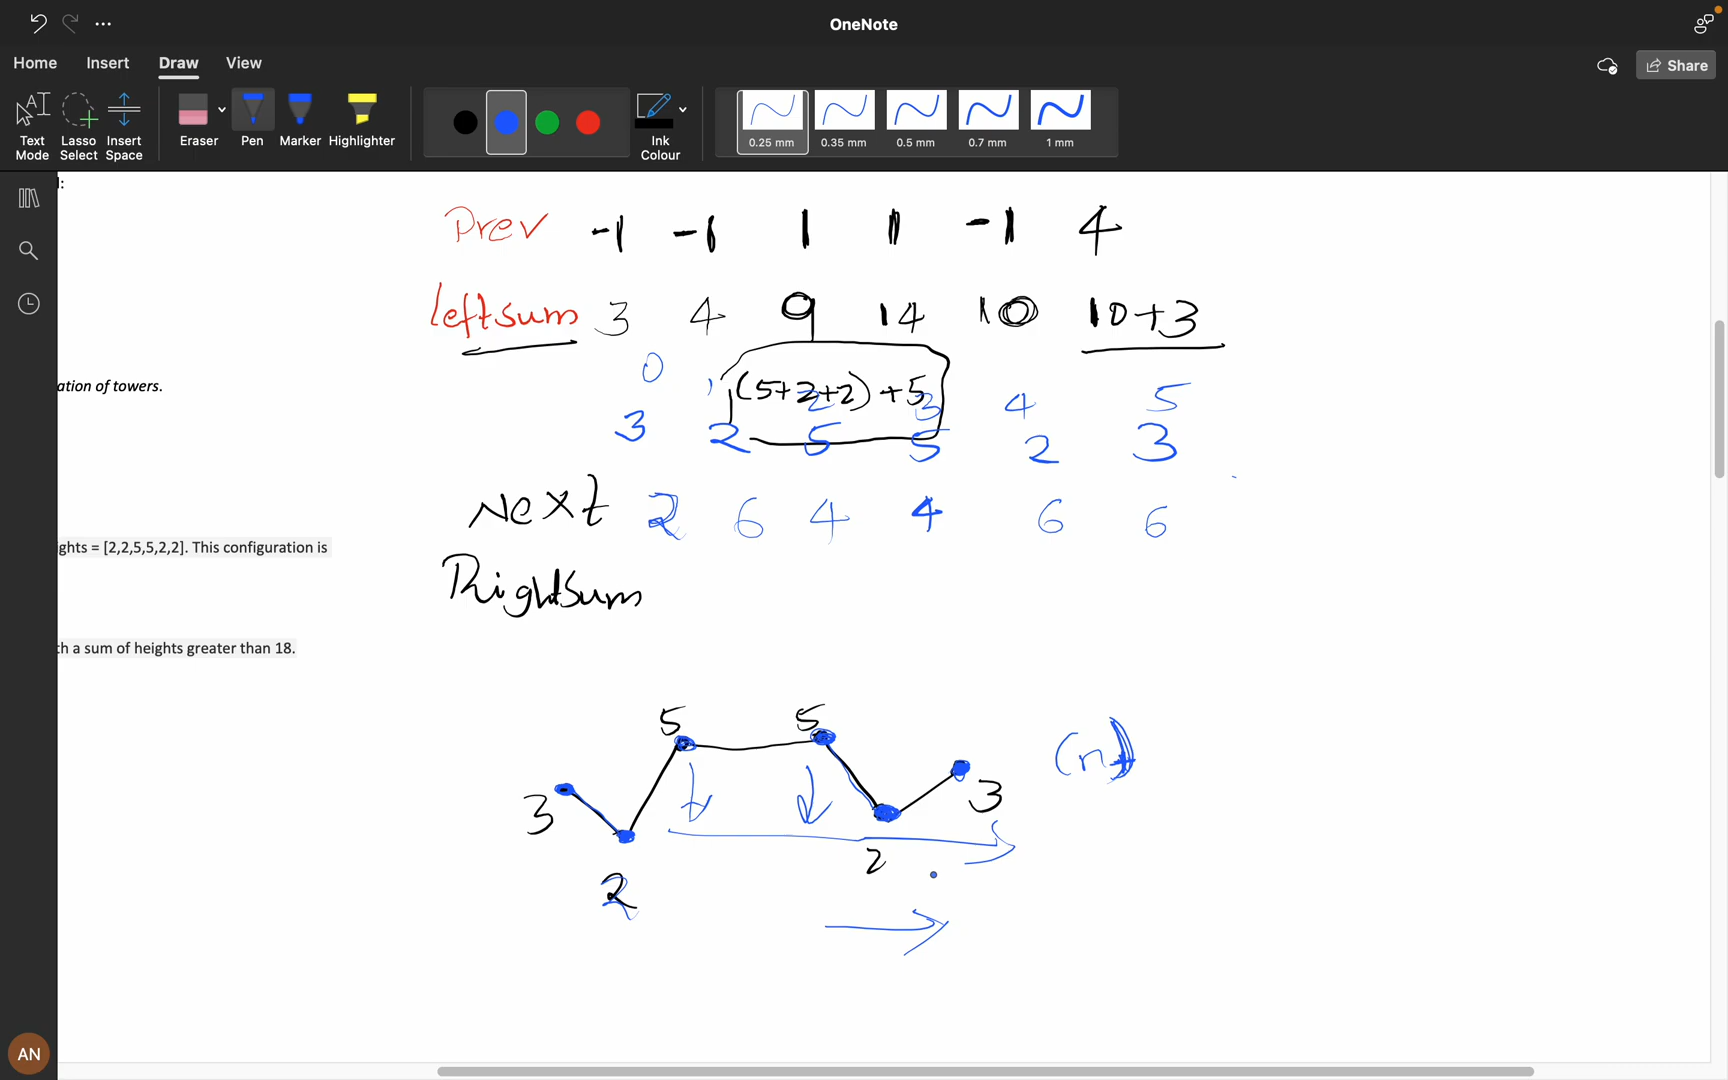 OneNote
Home Insert Draw View
Share
Text Mode
Lasso Select
Insert Space
Eraser
Pen
Marker
Highlighter
Ink Colour
0.25 mm
0.35 mm
0.5 mm
0.7 mm
1 mm
:
Prev -1 -1 1 1 -1 4
leftsum 3 4 9 14 10 10+3
(5+2+2)+5
ation of towers.
0 1 2 3 4 5
3 2 5 5 2 3
Next 2 6 4 4 6 6
ghts = [2,2,5,5,2,2]. This configuration is
RightSum
th a sum of heights greater than 18.
5 5
(n)
3 3
2
2
AN